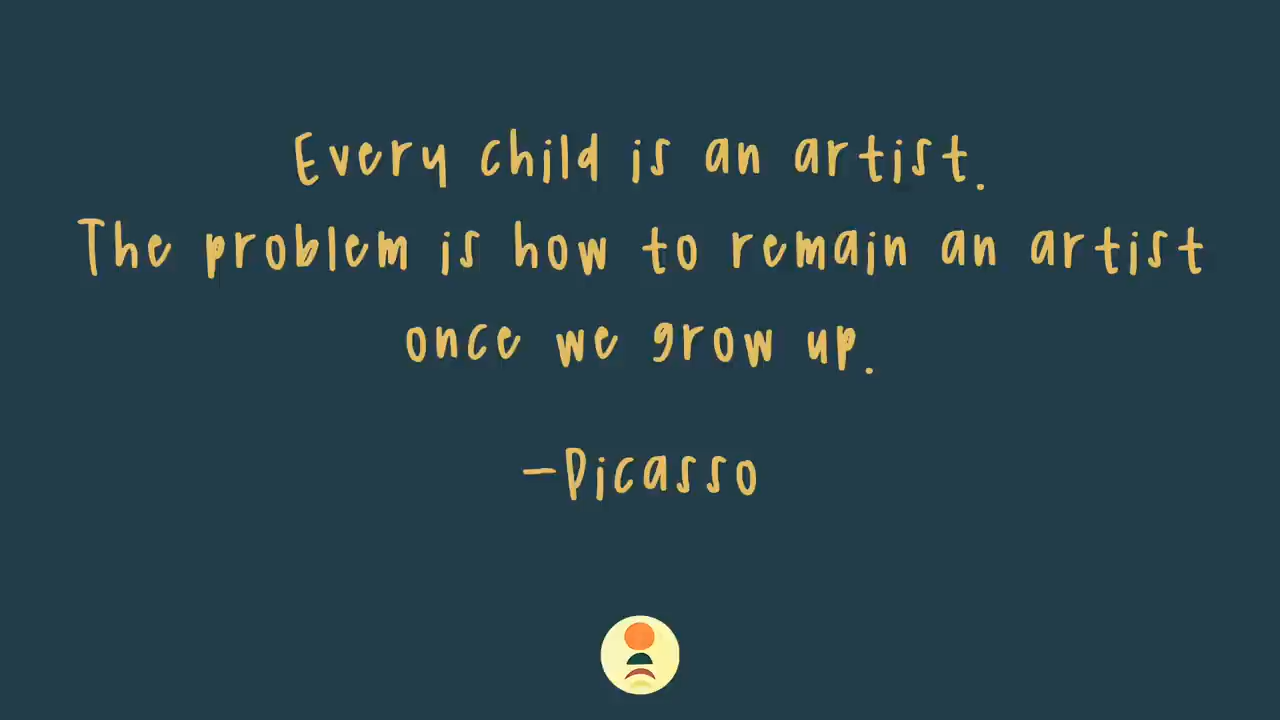 Every child is an artist.
The problem is how to remain an artist
once we grow up.
-Picasso